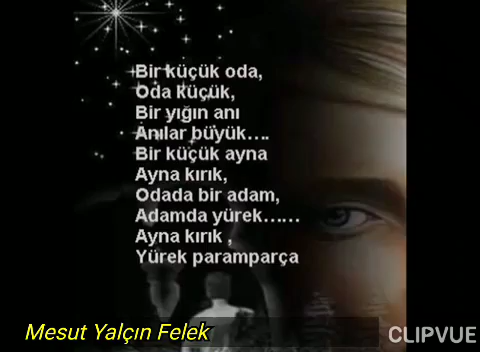 Bir küçük oda,
Oda küçük,
Bir yığın anı
Anılar büyük....
Bir küçük ayna
Ayna kırık,
Odada bir adam,
Adamda yürek......
Ayna kırık ,
Yürek paramparça
Mesut Yalçın Felek
CLIPVUE